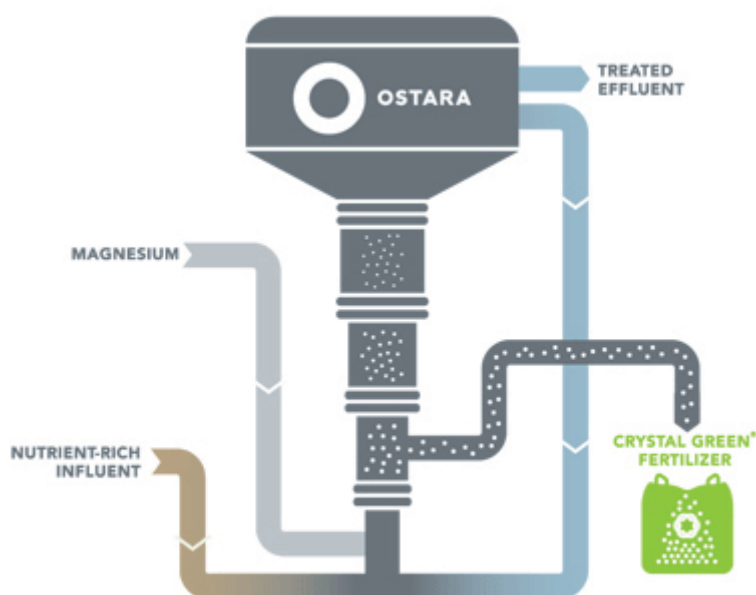 OSTARA
TREATED
EFFLUENT
MAGNESIUM
NUTRIENT-RICH
INFLUENT
CRYSTAL GREEN®
FERTILIZER